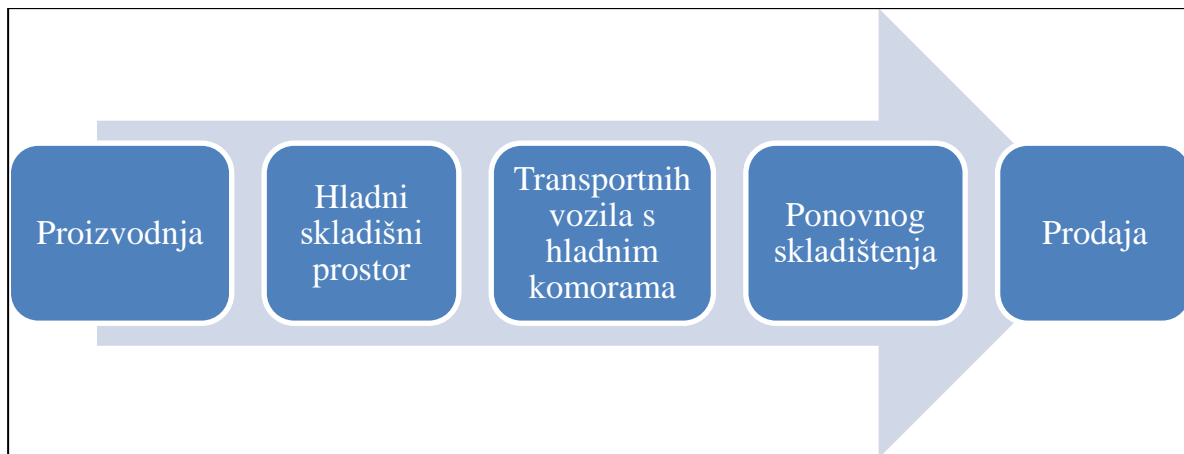 Proizvodnja
Hladni
skladišni
prostor
Transportnih
vozila s
hladnim
komorama
Ponovnog
skladištenja
Prodaja